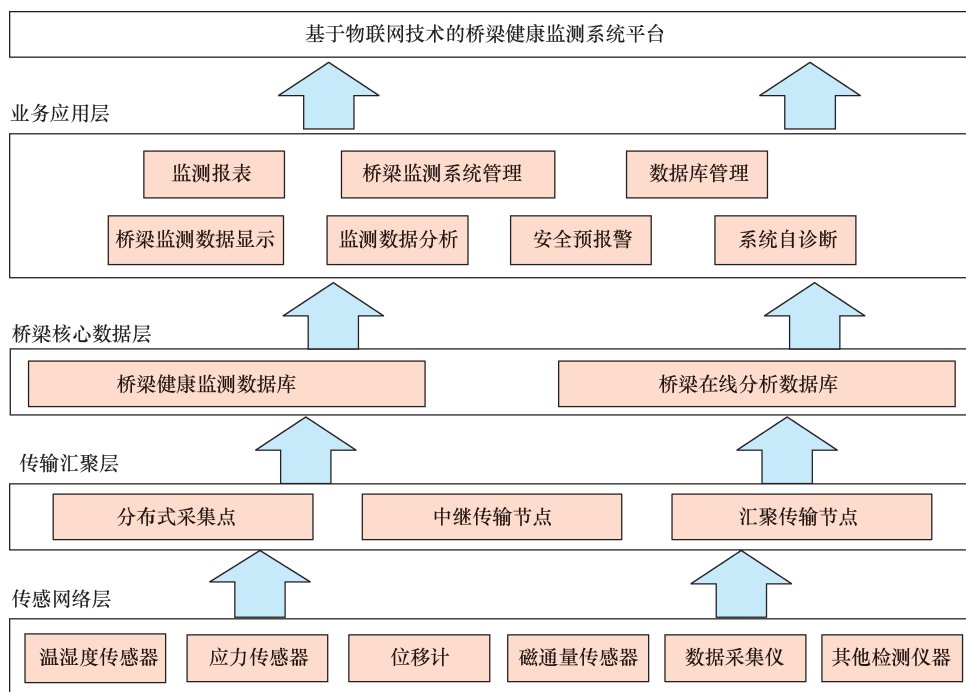 基于物联网技术的桥梁健康监测系统平台
业务应用层
监测报表 桥梁监测系统管理 数据库管理
桥梁监测数据显示 监测数据分析 安全预报警 系统自诊断
桥梁核心数据层
桥梁健康监测数据库 桥梁在线分析数据库
传输汇聚层
分布式采集点 中继传输节点 汇聚传输节点
传感网络层
温湿度传感器 应力传感器 位移计 磁通量传感器 数据采集仪 其他检测仪器